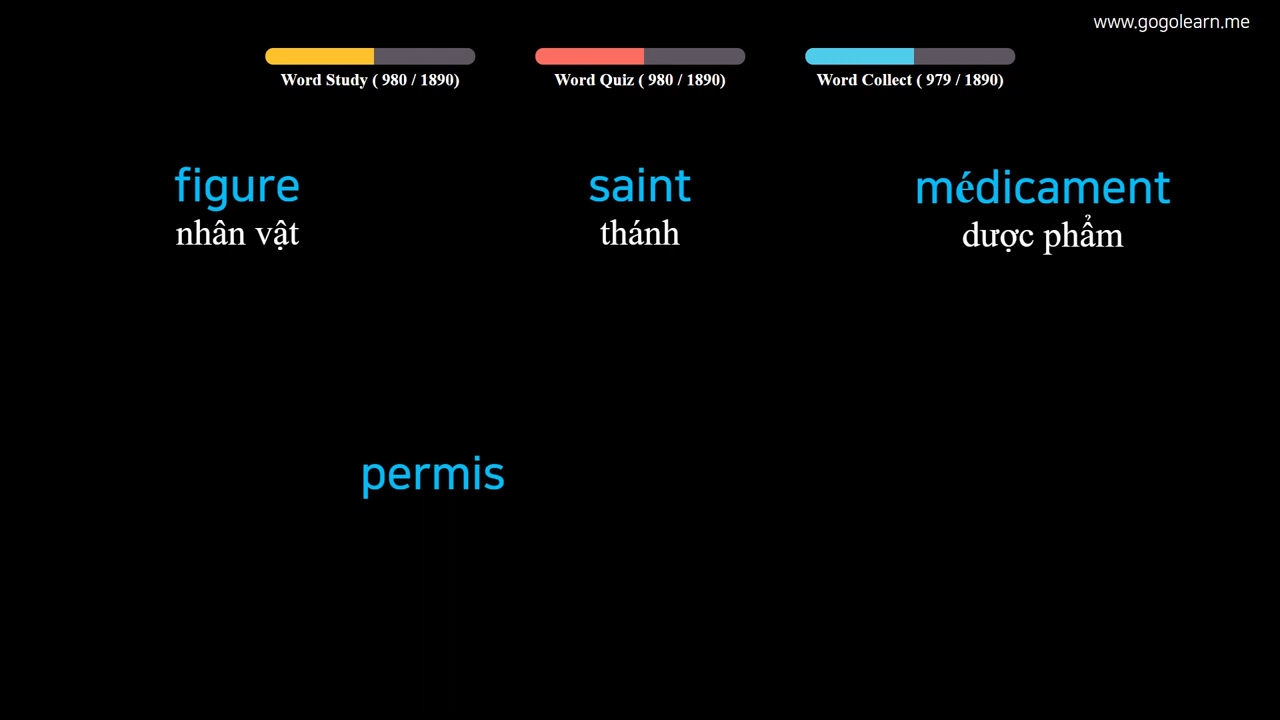 www.gogolearn.me
Word Study ( 980 / 1890)
Word Quiz ( 980 / 1890)
Word Collect ( 979 / 1890)
figure
nhân vật
saint
thánh
médicament
dược phẩm
permis